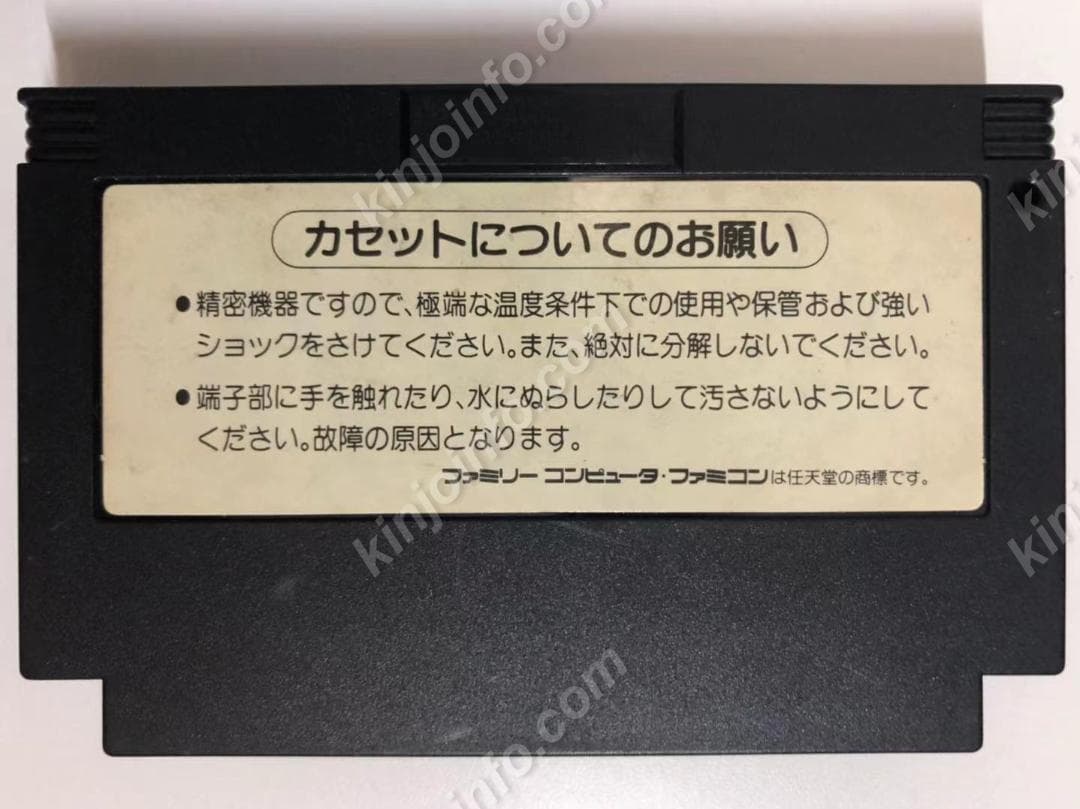 カセットについてのお願い
●精密機器ですので、極端な温度条件下での使用や保管および強い
ショックをさけてください。また、絶対に分解しないでください。
●端子部に手を触れたり、水にぬらしたりして汚さないようにして
ください。故障の原因となります。
ファミリーコンピュータ・ファミコンは任天堂の商標です。
kinjoinfo.com
kinjoinfo.com
kinjoinfo.com
kinjoinfo.com